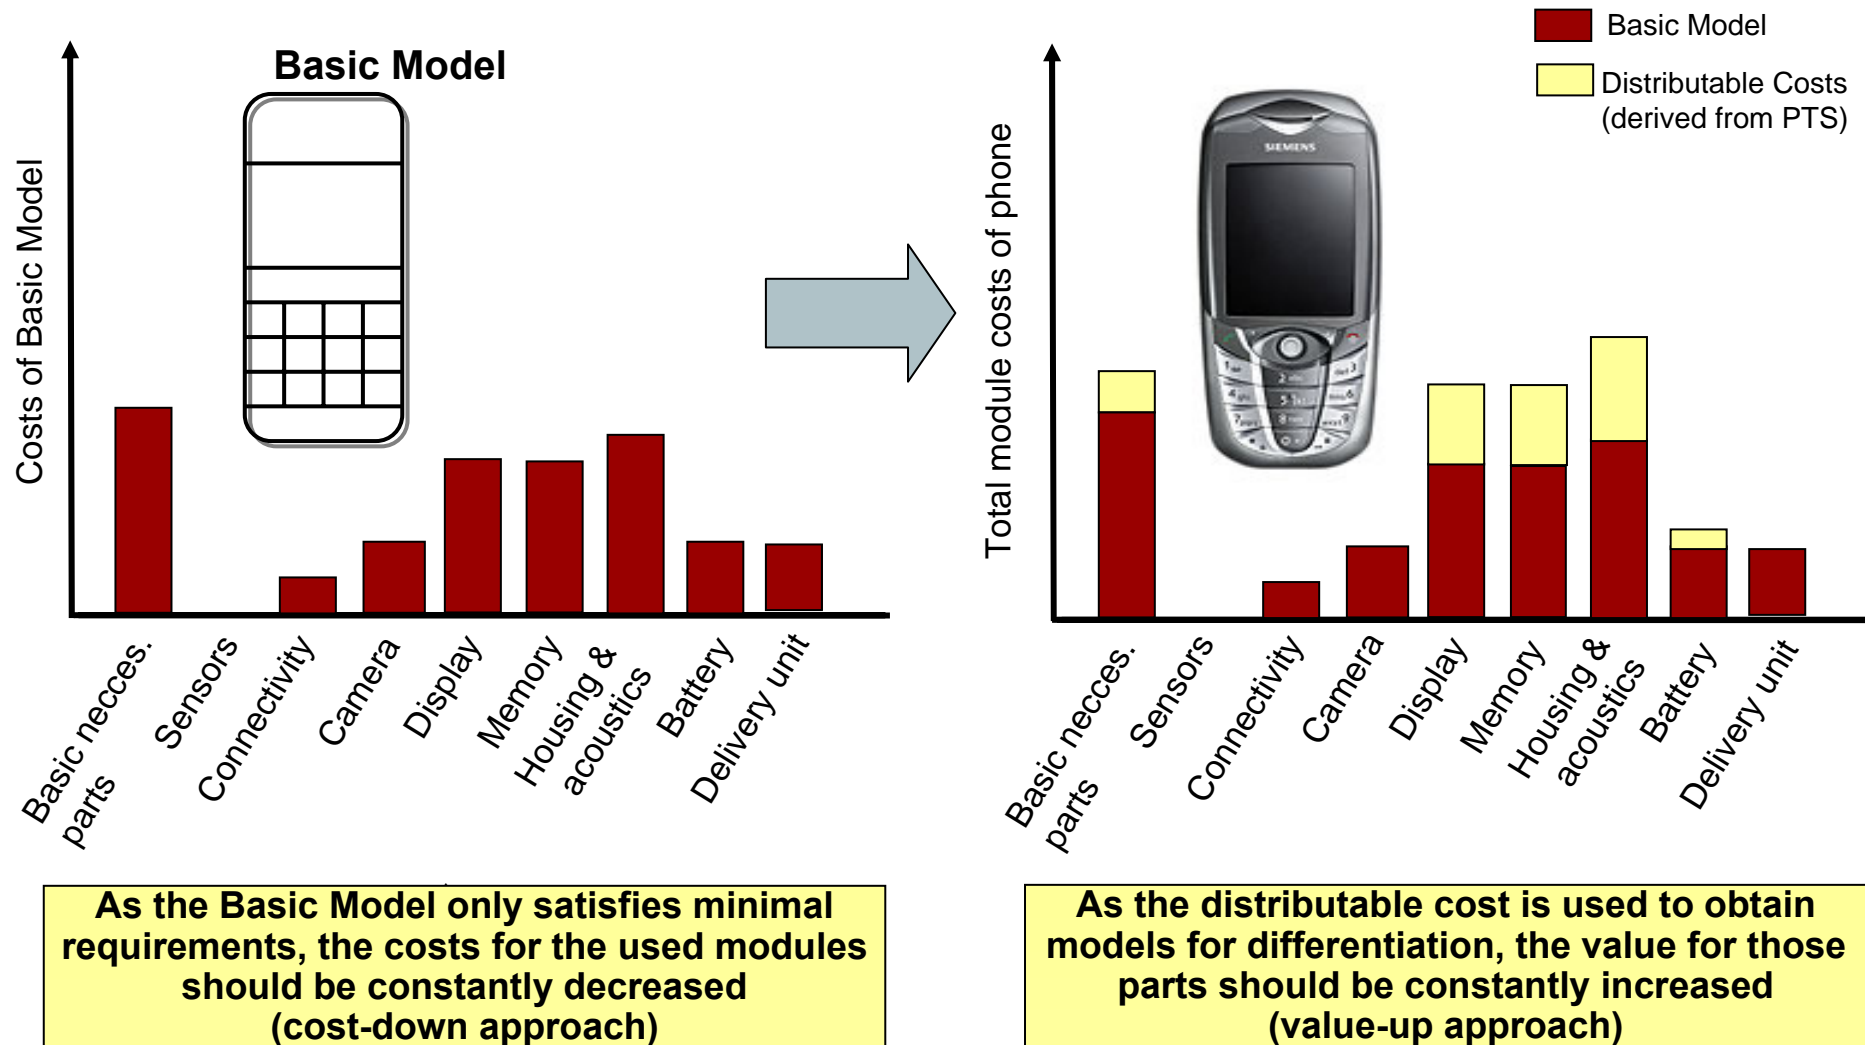 Basic Model
Costs of Basic Model
Basic necces.
parts
Sensors
Connectivity
Camera
Display
Memory
Housing &
acoustics
Battery
Delivery unit
As the Basic Model only satisfies minimal
requirements, the costs for the used modules
should be constantly decreased
(cost-down approach)
Basic Model
Distributable Costs
(derived from PTS)
Total module costs of phone
SIEMENS
Basic necces.
parts
Sensors
Connectivity
Camera
Display
Memory
Housing &
acoustics
Battery
Delivery unit
As the distributable cost is used to obtain
models for differentiation, the value for those
parts should be constantly increased
(value-up approach)